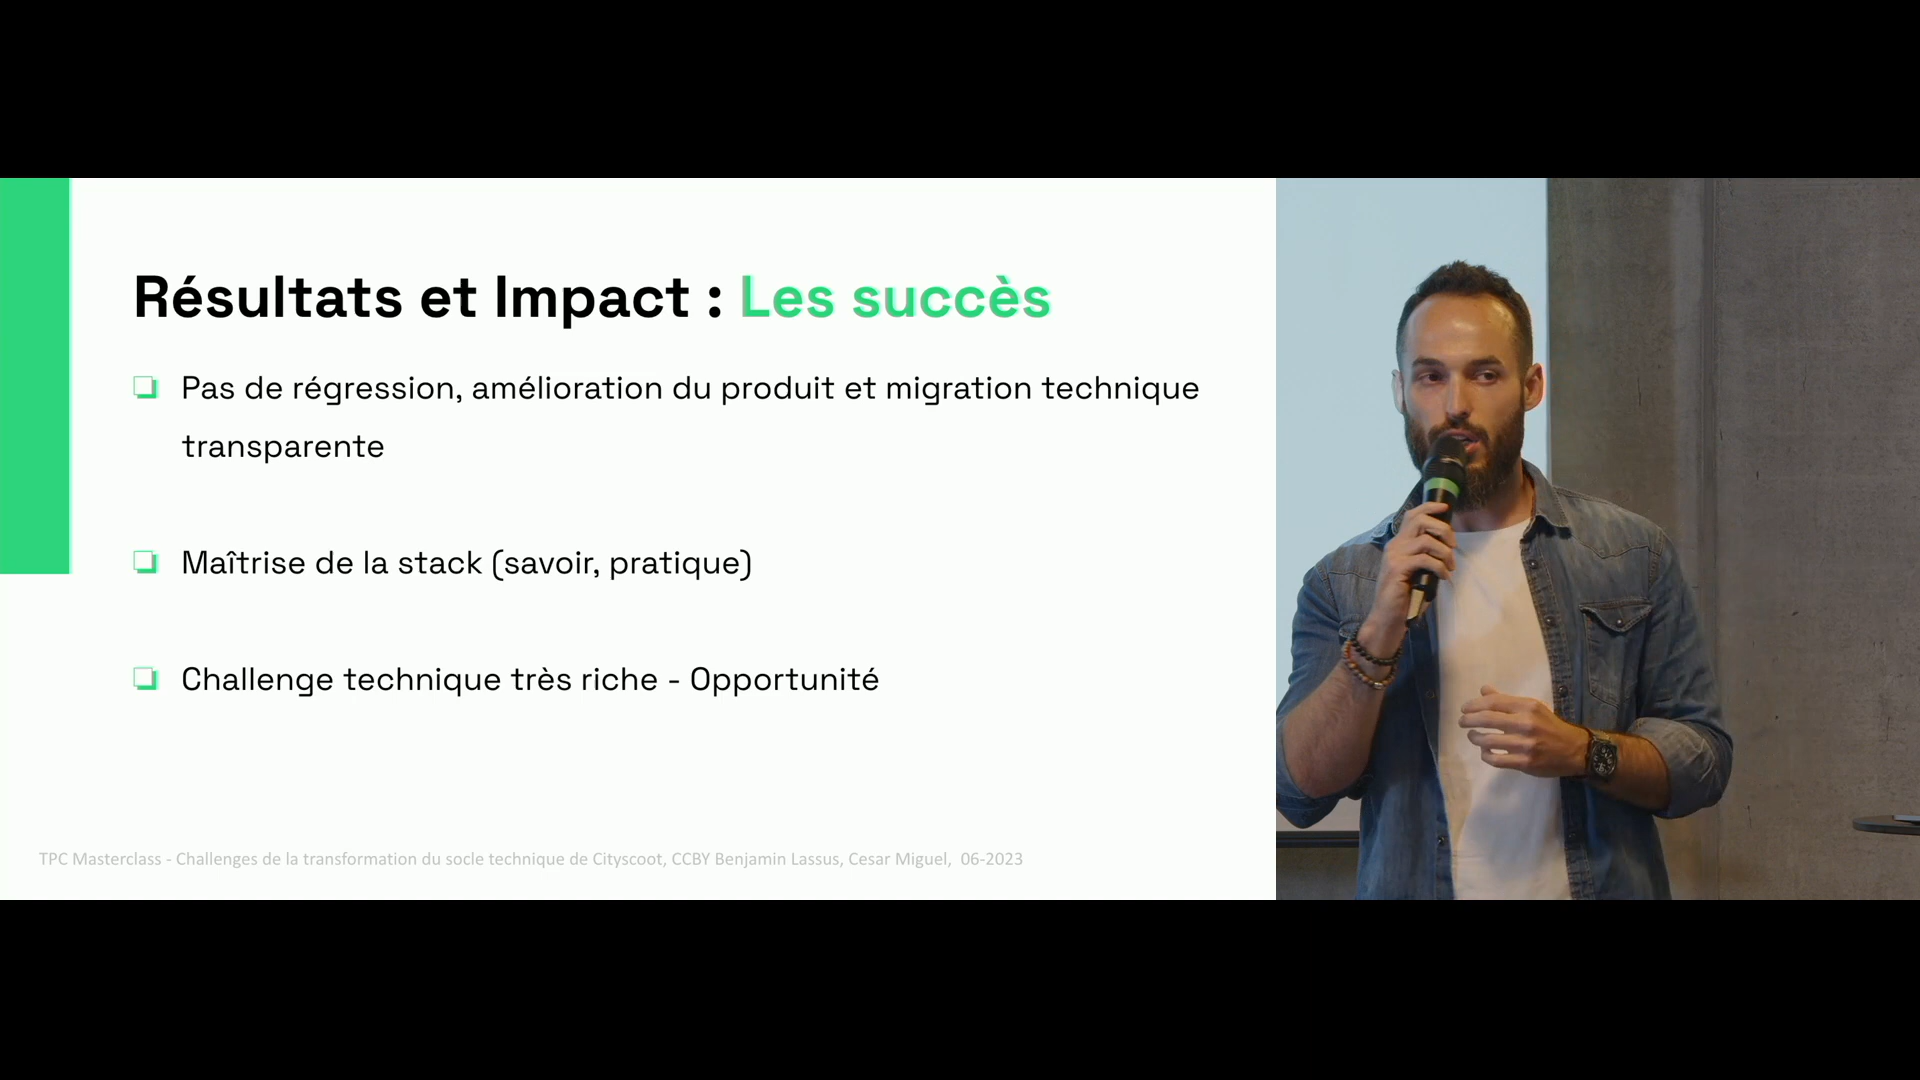 Résultats et Impact : Les succès
Pas de régression, amélioration du produit et migration technique
transparente
Maîtrise de la stack (savoir, pratique)
Challenge technique très riche - Opportunité
TPC Masterclass - Challenges de la transformation du socle technique de Cityscoot, CCBY Benjamin Lassus, Cesar Miguel,  06-2023